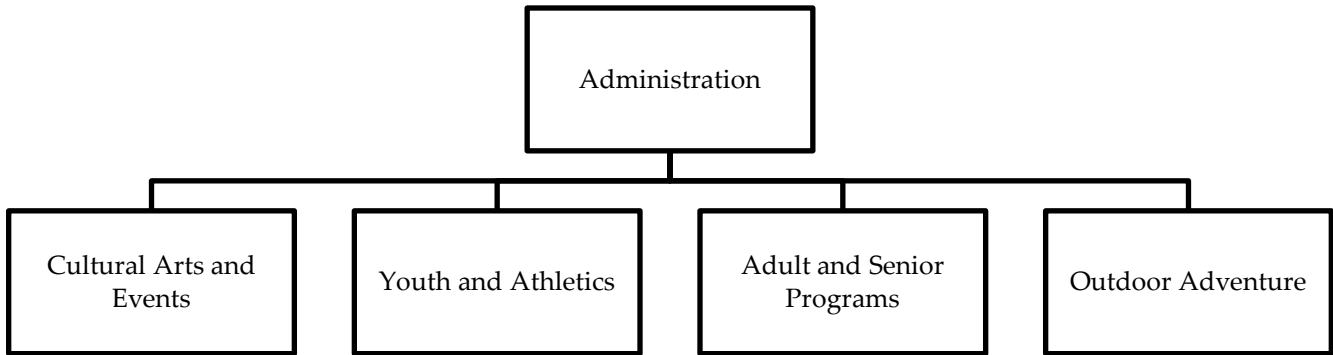 Administration
Cultural Arts and
Events
Youth and Athletics
Adult and Senior
Programs
Outdoor Adventure